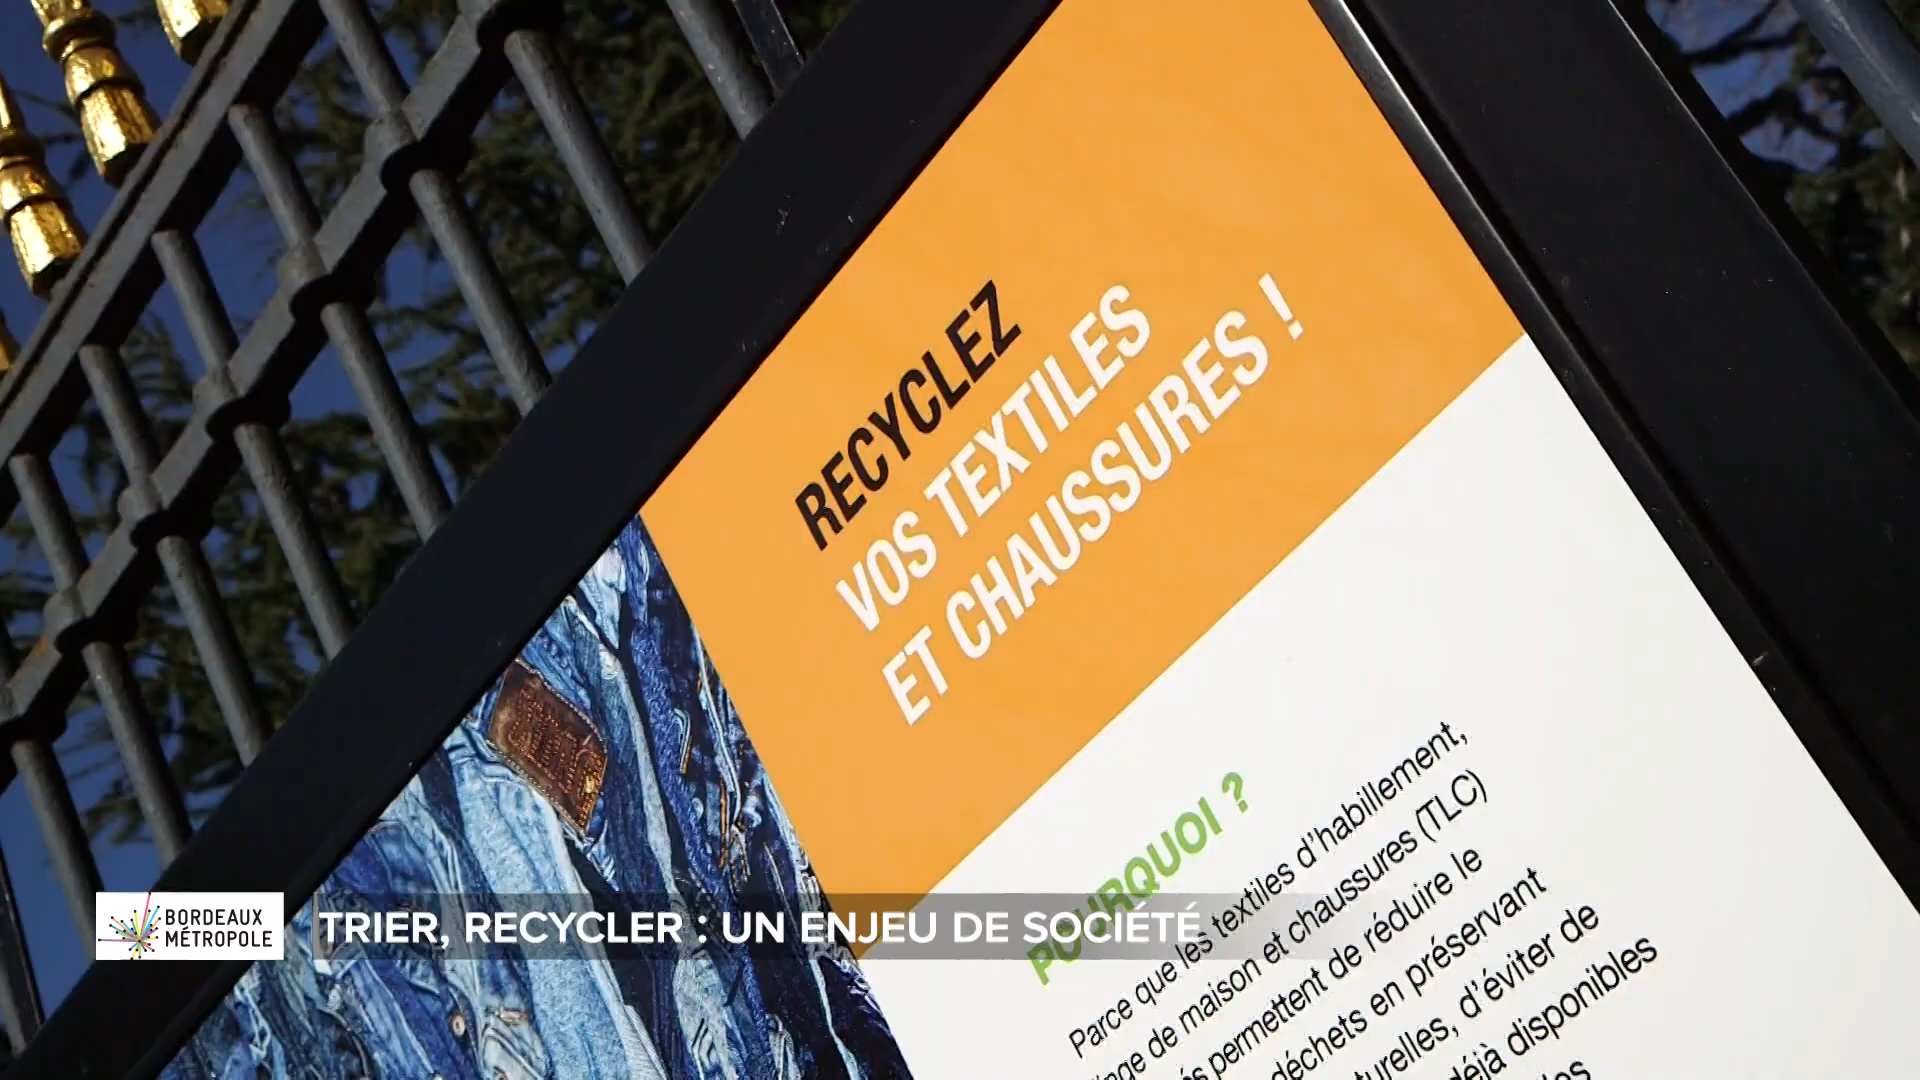 RECYCLEZ
VOS TEXTILES
ET CHAUSSURES !
POURQUOI ?
Parce que les textiles d'habillement,
de maison et chaussures (TLC)
permettent de réduire le
déchets en préservant
d'éviter de
déjà disponibles
BORDEAUX
MÉTROPOLE
TRIER, RECYCLER : UN ENJEU DE SOCIÉTÉ